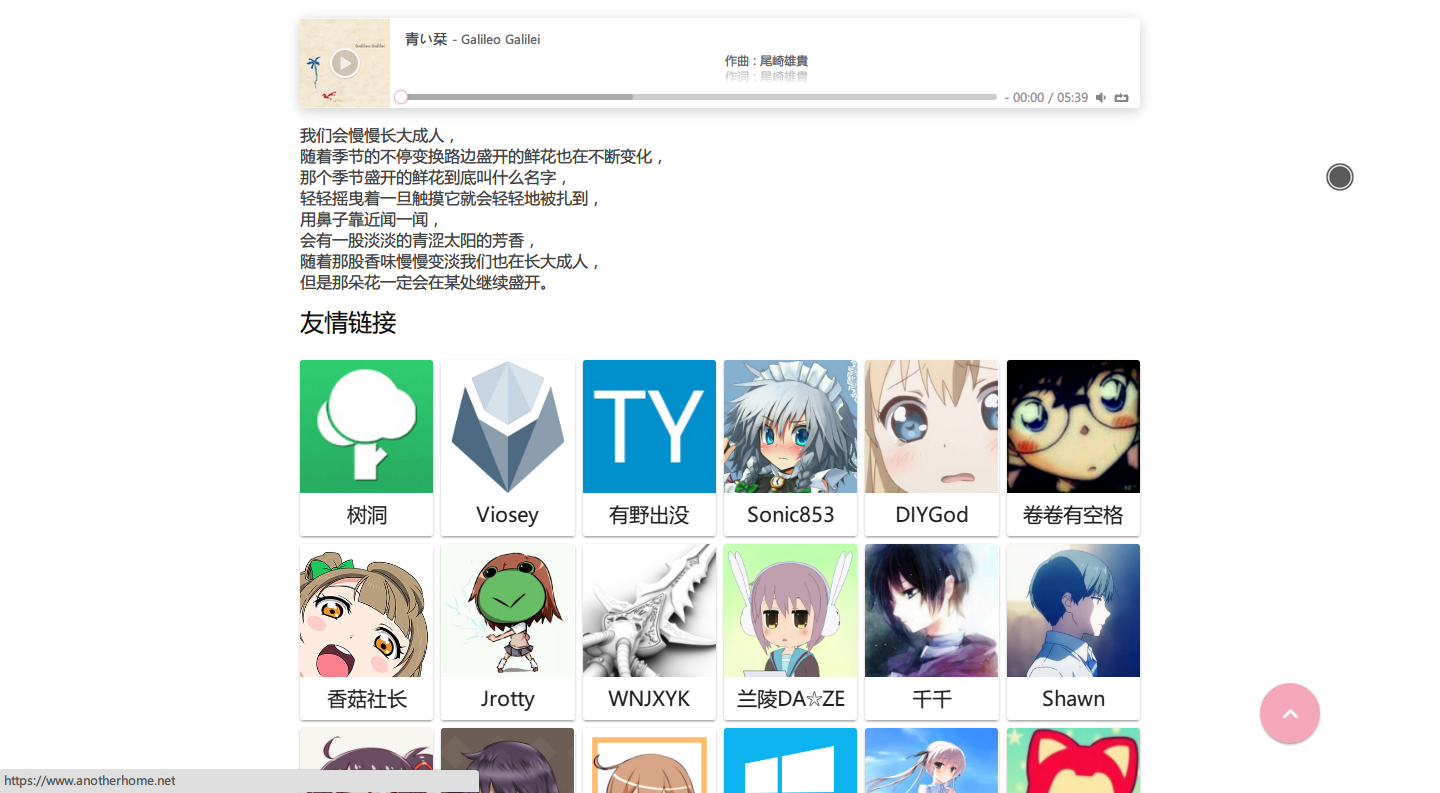 青い栞 - Galileo Galilei
Galileo Galilei
作曲 : 尾崎雄貴
作词 : 尾崎雄貴
- 00:00 / 05:39
我们会慢慢长大成人，
随着季节的不停变换路边盛开的鲜花也在不断变化，
那个季节盛开的鲜花到底叫什么名字，
轻轻摇曳着一旦触摸它就会轻轻地被扎到，
用鼻子靠近闻一闻，
会有一股淡淡的青涩太阳的芳香，
随着那股香味慢慢变淡我们也在长大成人，
但是那朵花一定会在某处继续盛开。
友情链接
TY
树洞
Viosey
有野出没
Sonic853
DIYGod
卷卷有空格
香菇社长
Jrotty
WNJXYK
兰陵DA☆ZE
千千
Shawn
https://www.anotherhome.net